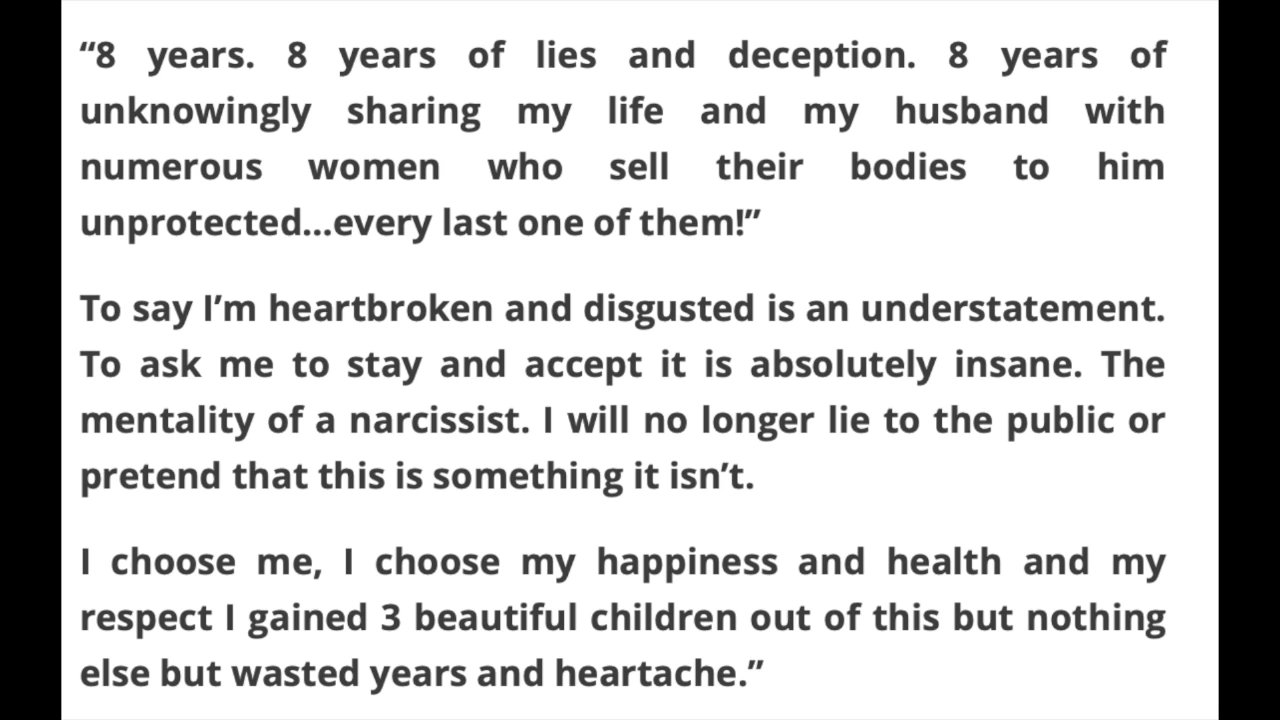 “8 years. 8 years of lies and deception. 8 years of
unknowingly sharing my life and my husband with
numerous women who sell their bodies to him
unprotected…every last one of them!”
To say I’m heartbroken and disgusted is an understatement.
To ask me to stay and accept it is absolutely insane. The
mentality of a narcissist. I will no longer lie to the public or
pretend that this is something it isn’t.
I choose me, I choose my happiness and health and my
respect I gained 3 beautiful children out of this but nothing
else but wasted years and heartache.”